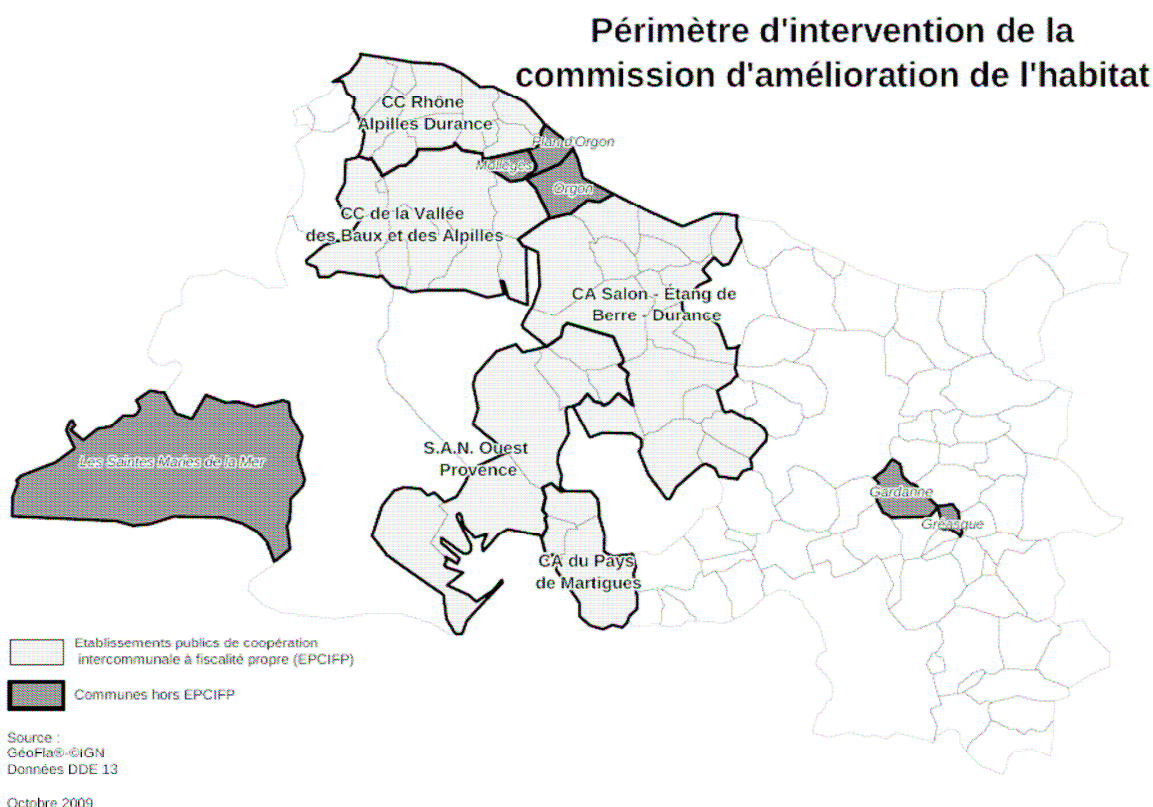 Périmètre d'intervention de la
commission d'amélioration de l'habitat
CC Rhône
Alpilles Durance
Plan d'Orgon
Mollégès
Orgon
CC de la Vallée
des Baux et des Alpilles
CA Salon - Étang de
Berre - Durance
S.A.N. Ouest
Provence
Les Saintes Maries de la Mer
Gardanne
Gréasque
CA du Pays
de Martigues
Etablissements publics de coopération
intercommunale à fiscalité propre (EPCIFP)
Communes hors EPCIFP
Source :
GéoFla®-©IGN
Données DDE 13
Octobre 2009